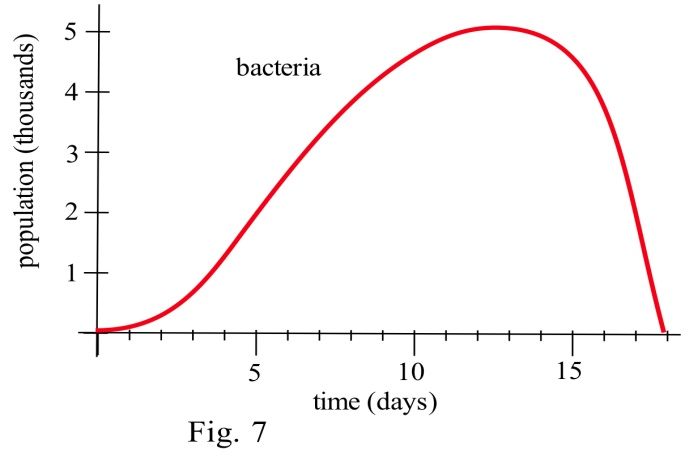 population (thousands)
5
4
3
2
1
bacteria
5
10
15
time (days)
Fig. 7